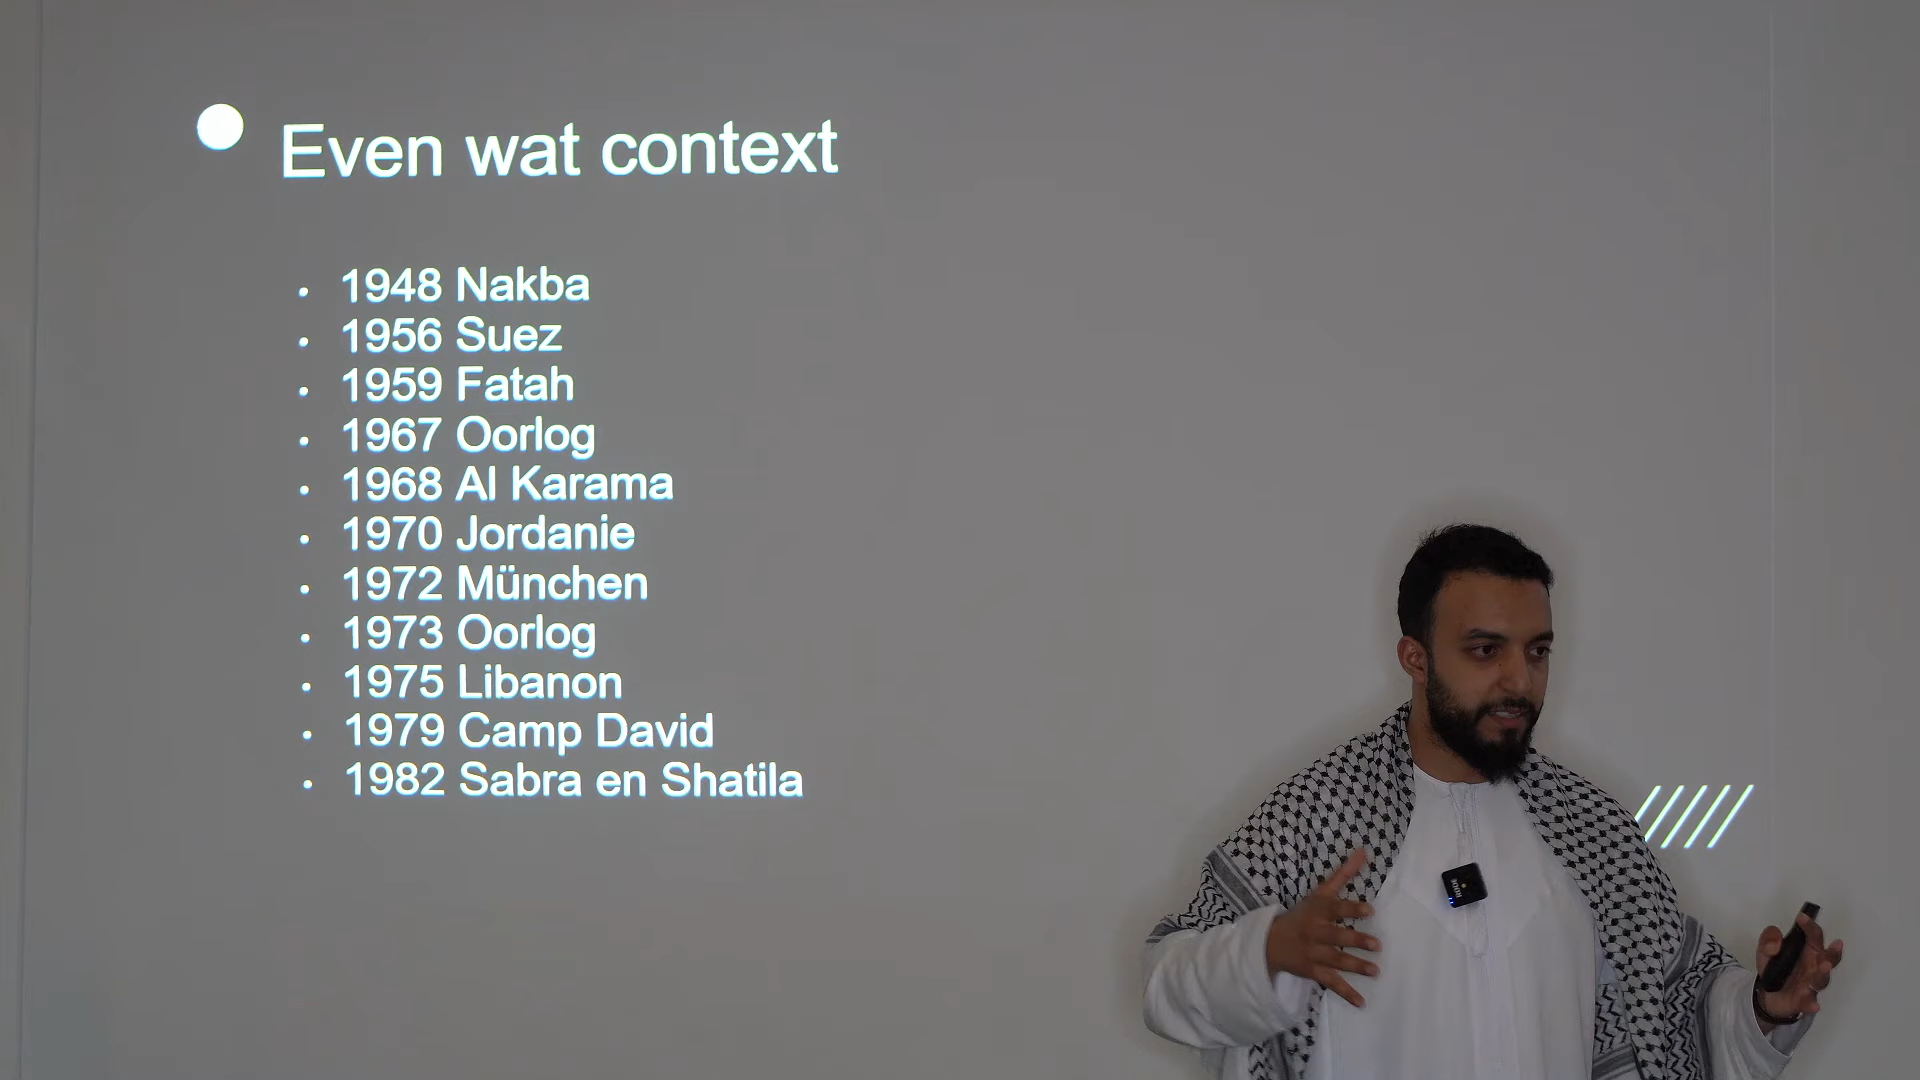 Even wat context
1948 Nakba
1956 Suez
1959 Fatah
1967 Oorlog
1968 Al Karama
1970 Jordanie
1972 München
1973 Oorlog
1975 Libanon
1979 Camp David
1982 Sabra en Shatila
RØDE